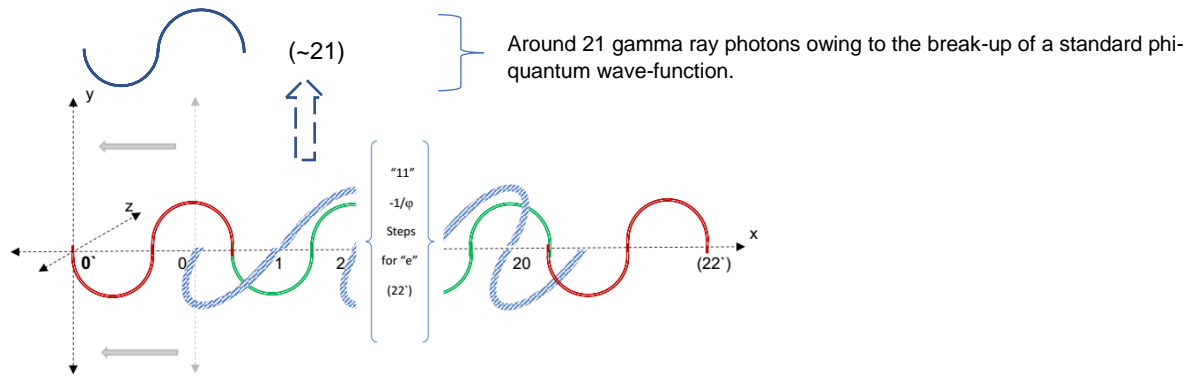 (~21)
Around 21 gamma ray photons owing to the break-up of a standard phi-
quantum wave-function.
y
z
x
"11"
-1/φ
Steps
for "e"
(22`)
0`
0
1
2
20
(22`)